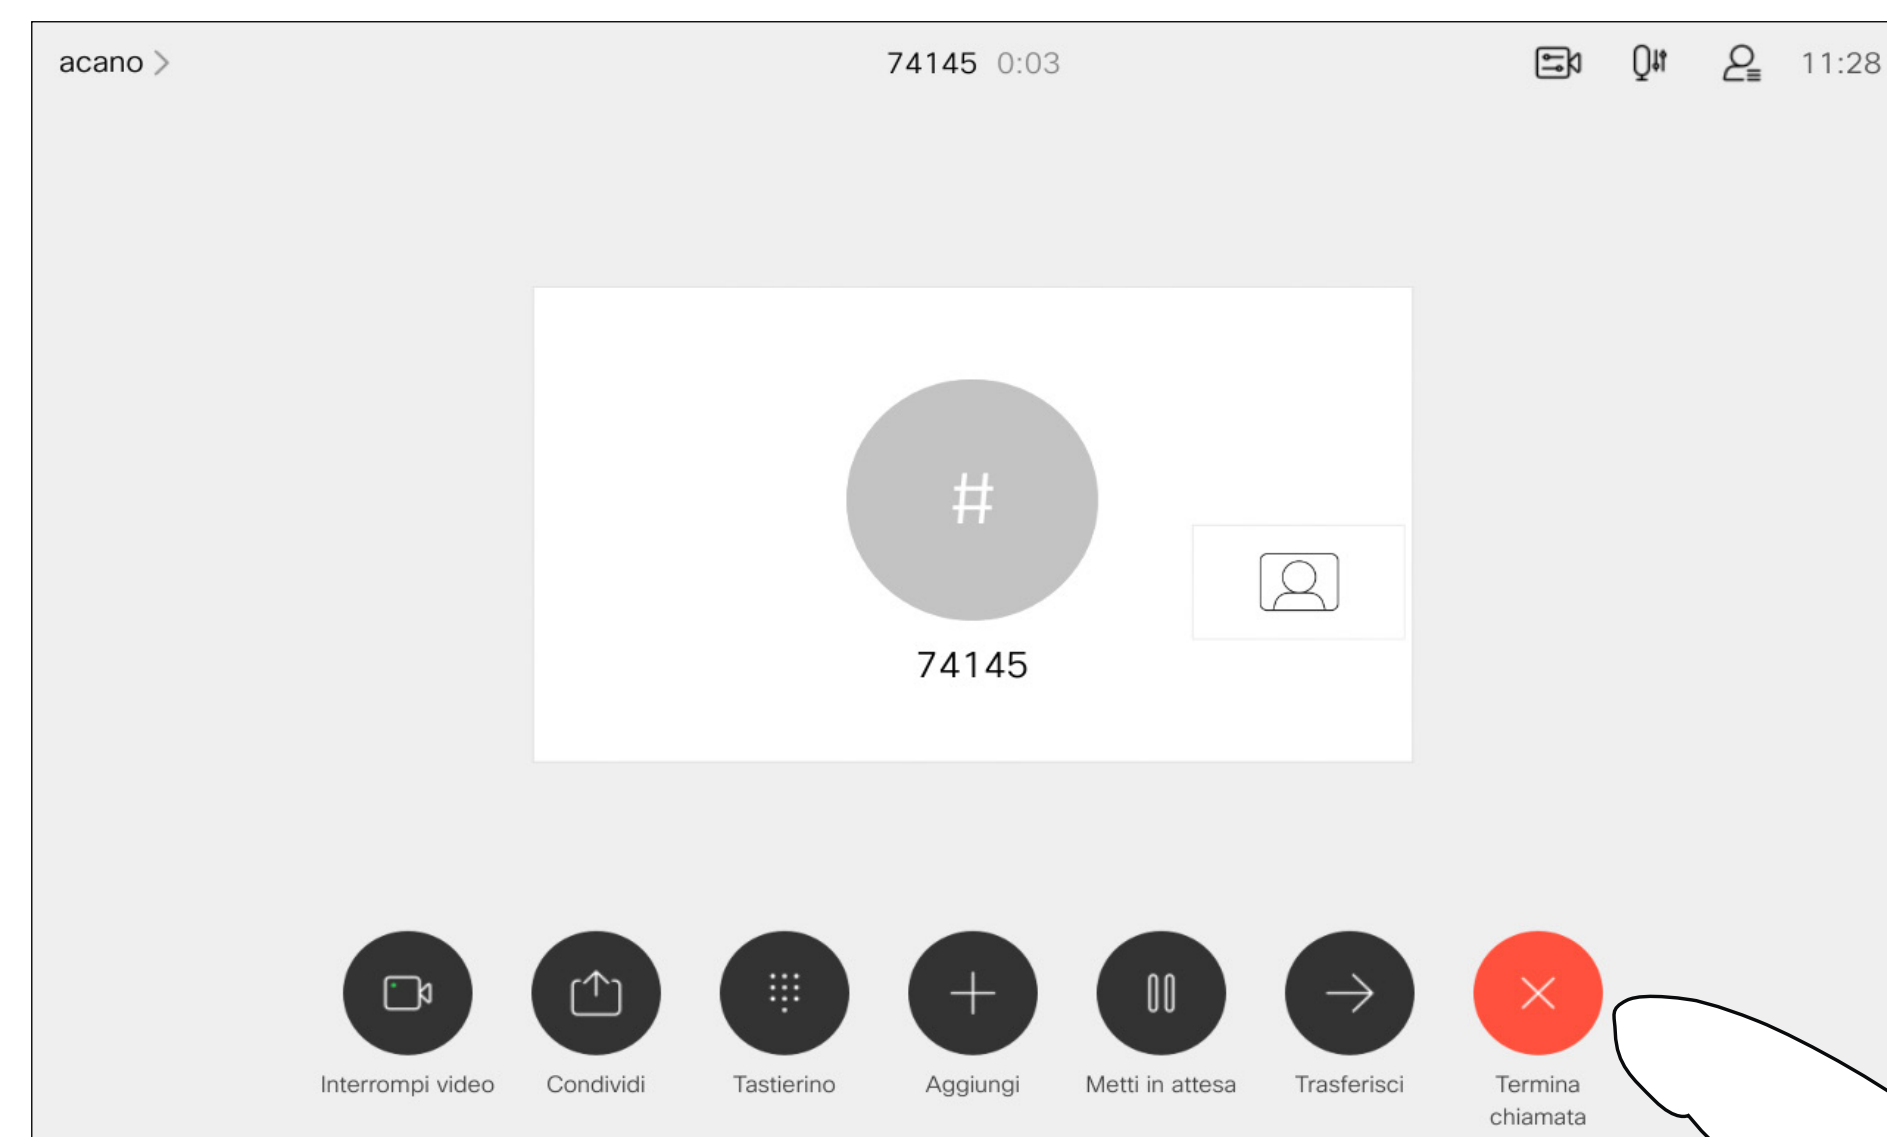 acano
74145 0:03
11:28
#
74145
Interrompi video
Condividi
Tastierino
Aggiungi
Metti in attesa
Trasferisci
Termina
chiamata